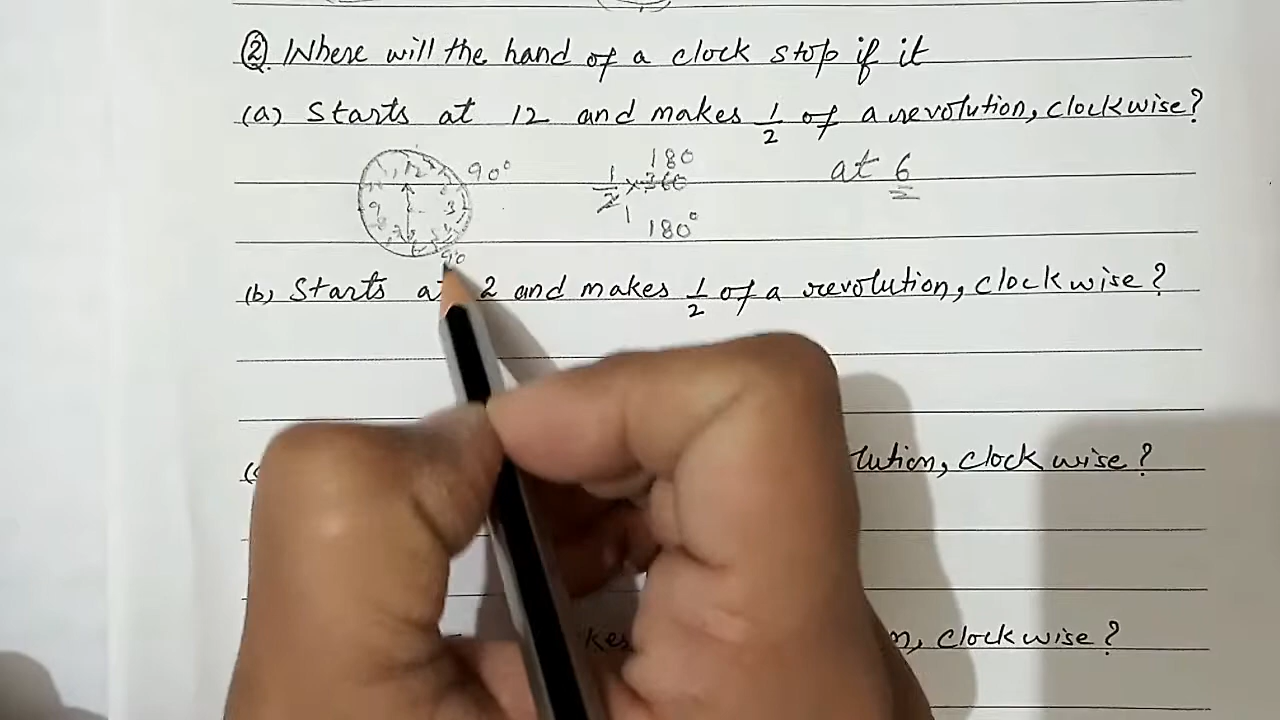 ② Where will the hand of a clock stop if it
(a) Starts at 12 and makes 1/2 of a revolution, clockwise?
12
9
3
90°
90
1/2 × 360
180
1
180°
at 6
(b) Starts at 2 and makes 1/2 of a revolution, clockwise?
lution, clock wise?
clockwise?